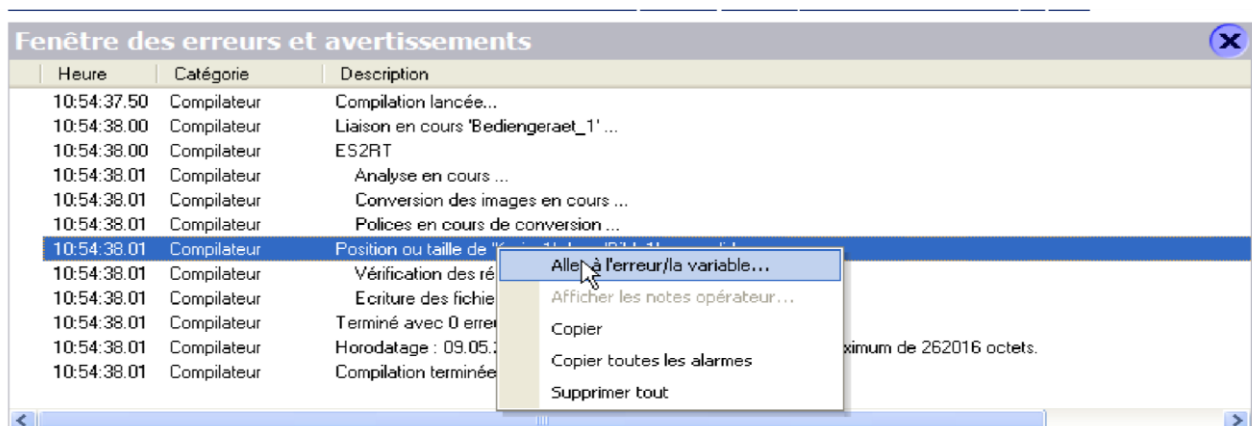 Fenêtre des erreurs et avertissements
Heure Catégorie Description
10:54:37.50 Compilateur Compilation lancée...
10:54:38.00 Compilateur Liaison en cours 'Bediengeraet_1' ...
10:54:38.00 Compilateur ES2RT
10:54:38.01 Compilateur Analyse en cours ...
10:54:38.01 Compilateur Conversion des images en cours ...
10:54:38.01 Compilateur Polices en cours de conversion ...
10:54:38.01 Compilateur Position ou taille de
10:54:38.01 Compilateur Vérification des ré
10:54:38.01 Compilateur Ecriture des fichie
10:54:38.01 Compilateur Terminé avec 0 erre
10:54:38.01 Compilateur Horodatage : 09.05. ximum de 262016 octets.
10:54:38.01 Compilateur Compilation terminée
Aller à l'erreur/la variable...
Afficher les notes opérateur...
Copier
Copier toutes les alarmes
Supprimer tout